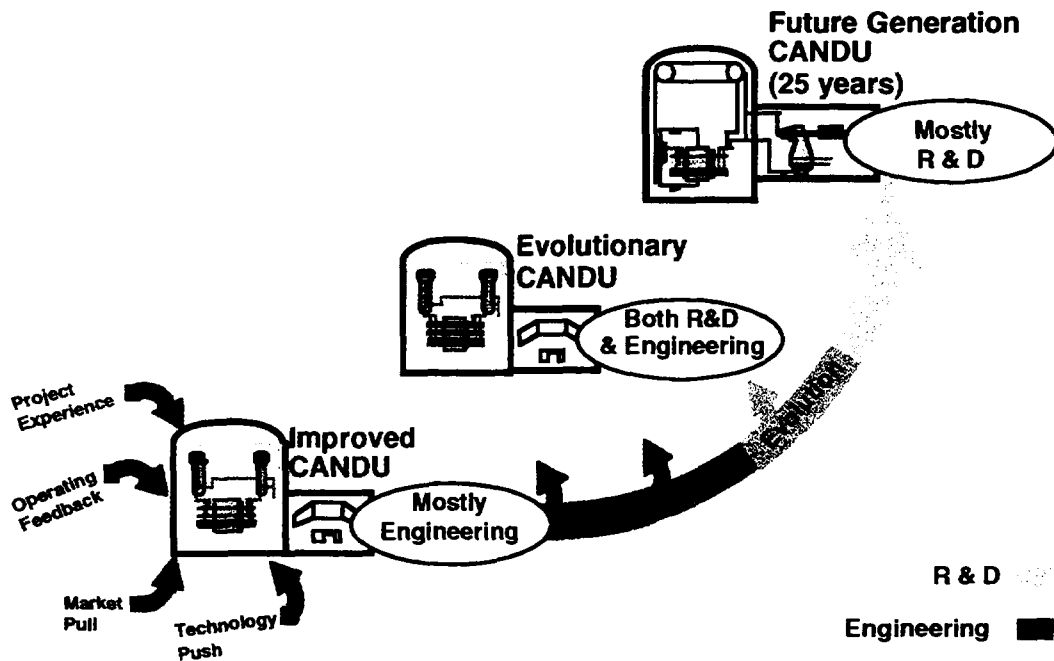 Future Generation
CANDU
(25 years)
Mostly
R & D
Evolutionary
CANDU
Both R&D
& Engineering
Evolution
Project
Experience
Improved
CANDU
Operating
Feedback
Mostly
Engineering
Market
Pull
Technology
Push
R & D
Engineering